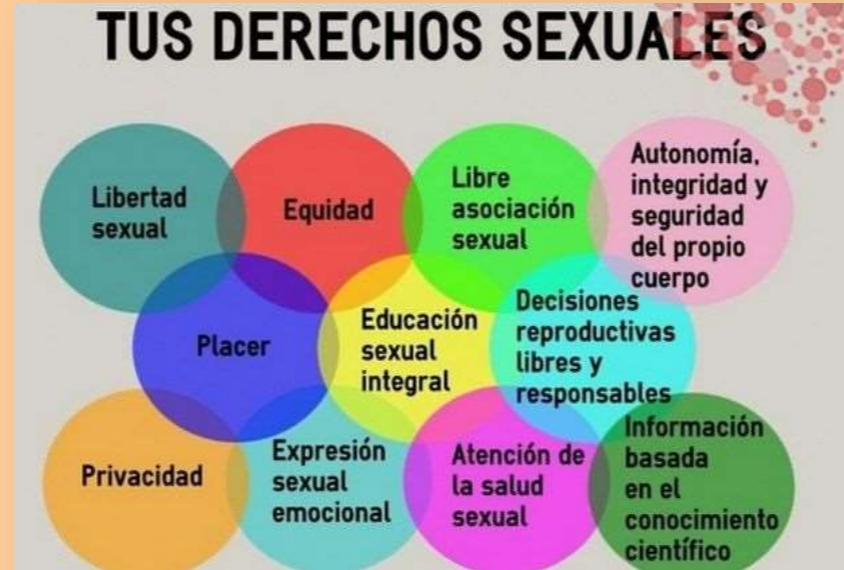 TUS DERECHOS SEXUALES
Libertad
sexual
Equidad
Libre
asociación
sexual
Autonomía,
integridad y
seguridad
del propio
cuerpo
Placer
Educación
sexual
integral
Decisiones
reproductivas
libres y
responsables
Privacidad
Expresión
sexual
emocional
Atención de
la salud
sexual
Información
basada
en el
conocimiento
científico